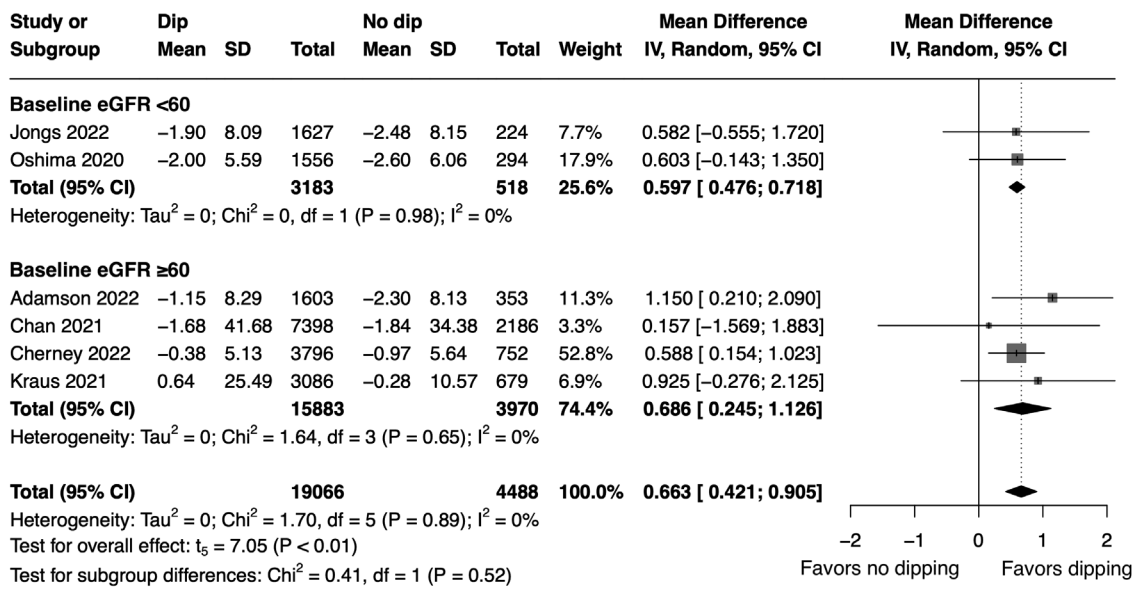 Study or Dip No dip Mean Difference Mean Difference
Subgroup Mean SD Total Mean SD Total Weight IV, Random, 95% CI IV, Random, 95% CI
Baseline eGFR <60
Jongs 2022 −1.90 8.09 1627 −2.48 8.15 224 7.7% 0.582 [−0.555; 1.720]
Oshima 2020 −2.00 5.59 1556 −2.60 6.06 294 17.9% 0.603 [−0.143; 1.350]
Total (95% CI) 3183 518 25.6% 0.597 [ 0.476; 0.718]
Heterogeneity: Tau² = 0; Chi² = 0, df = 1 (P = 0.98); I² = 0%
Baseline eGFR ≥60
Adamson 2022 −1.15 8.29 1603 −2.30 8.13 353 11.3% 1.150 [ 0.210; 2.090]
Chan 2021 −1.68 41.68 7398 −1.84 34.38 2186 3.3% 0.157 [−1.569; 1.883]
Cherney 2022 −0.38 5.13 3796 −0.97 5.64 752 52.8% 0.588 [ 0.154; 1.023]
Kraus 2021 0.64 25.49 3086 −0.28 10.57 679 6.9% 0.925 [−0.276; 2.125]
Total (95% CI) 15883 3970 74.4% 0.686 [ 0.245; 1.126]
Heterogeneity: Tau² = 0; Chi² = 1.64, df = 3 (P = 0.65); I² = 0%
Total (95% CI) 19066 4488 100.0% 0.663 [ 0.421; 0.905]
Heterogeneity: Tau² = 0; Chi² = 1.70, df = 5 (P = 0.89); I² = 0%
Test for overall effect: t₅ = 7.05 (P < 0.01)
Test for subgroup differences: Chi² = 0.41, df = 1 (P = 0.52)
−2 −1 0 1 2
Favors no dipping Favors dipping